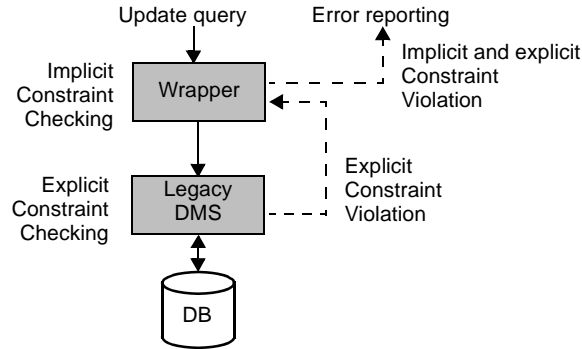 Update query
Error reporting
Implicit and explicit
Constraint
Violation
Implicit
Constraint
Checking
Wrapper
Explicit
Constraint
Checking
Legacy
DMS
Explicit
Constraint
Violation
DB